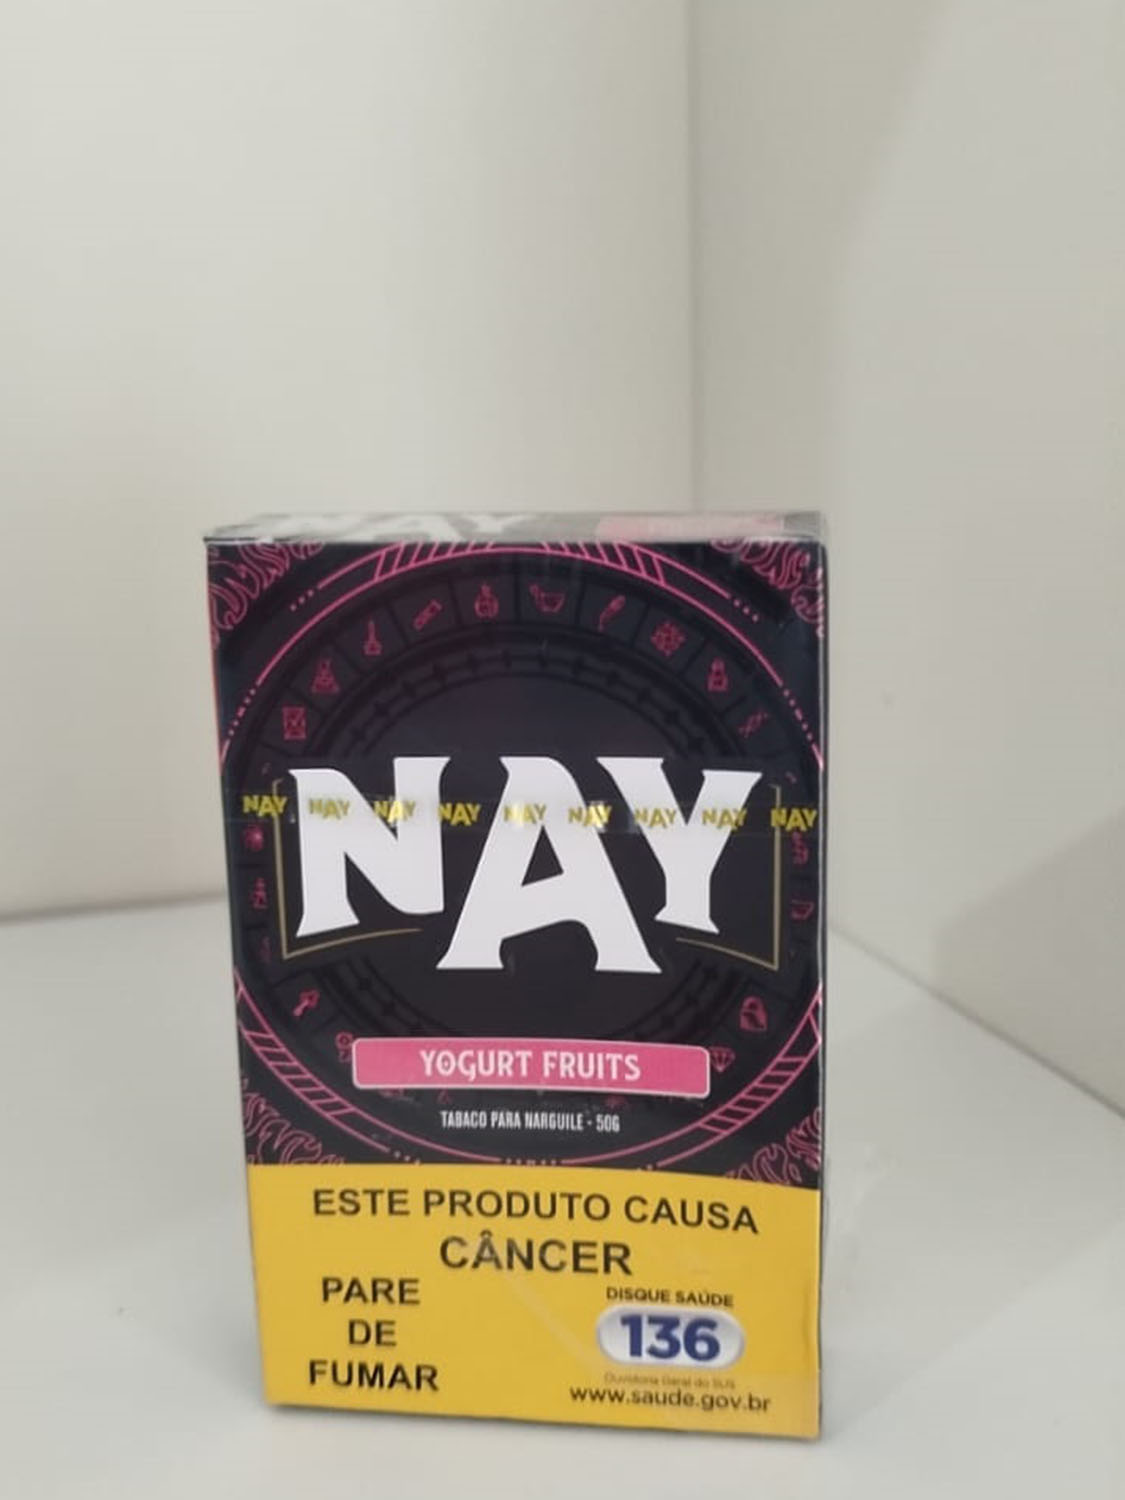 NAY
NAY NAY NAY NAY NAY NAY NAY NAY NAY
NAY
YOGURT FRUITS
TABACO PARA NARGUILE - 50G
ESTE PRODUTO CAUSA
CÂNCER
PARE
DE
FUMAR
DISQUE SAÚDE
136
Ouvidoria Geral do SUS
www.saude.gov.br